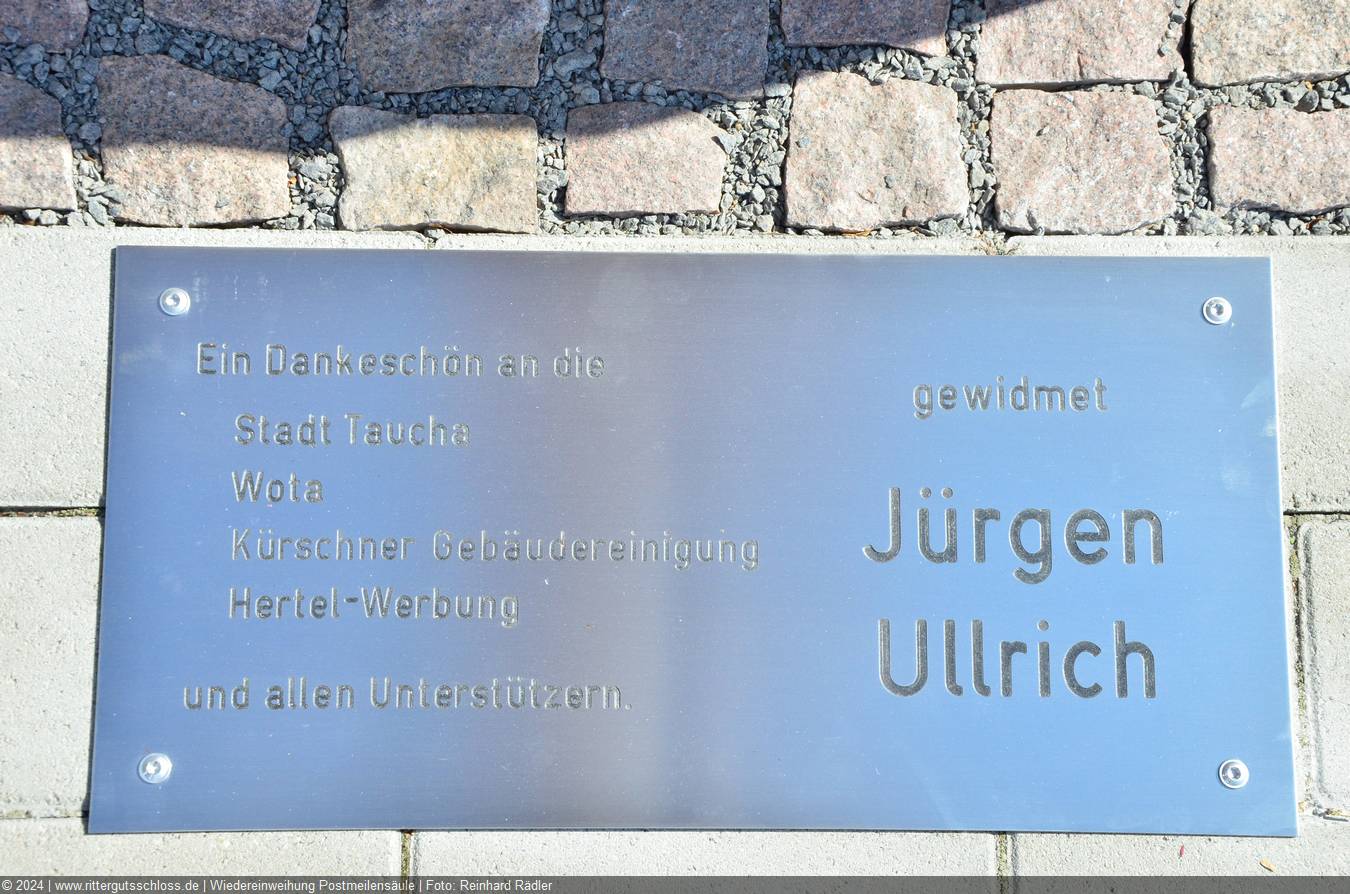 Ein Dankeschön an die
Stadt Taucha
Wota
Kürschner Gebäudereinigung
Hertel-Werbung
und allen Unterstützern.
gewidmet
Jürgen
Ullrich
© 2024 | www.rittergutsschloss.de | Wiedereinweihung Postmeilensäule | Foto: Reinhard Rädler